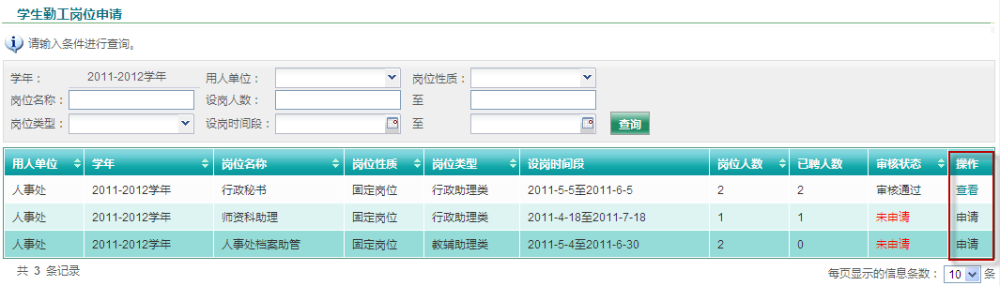 学生勤工岗位申请
请输入条件进行查询。
学年： 2011-2012学年 用人单位： 岗位性质：
岗位名称： 设岗人数： 至
岗位类型： 设岗时间段： 至 查询
用人单位 学年 岗位名称 岗位性质 岗位类型 设岗时间段 岗位人数 已聘人数 审核状态 操作
人事处 2011-2012学年 行政秘书 固定岗位 行政助理类 2011-5-5至2011-6-5 2 2 审核通过 查看
人事处 2011-2012学年 师资科助理 固定岗位 行政助理类 2011-4-18至2011-7-18 1 1 未申请 申请
人事处 2011-2012学年 人事处档案助管 固定岗位 教辅助理类 2011-5-4至2011-6-30 2 0 未申请 申请
共 3 条记录 每页显示的信息条数： 10 条